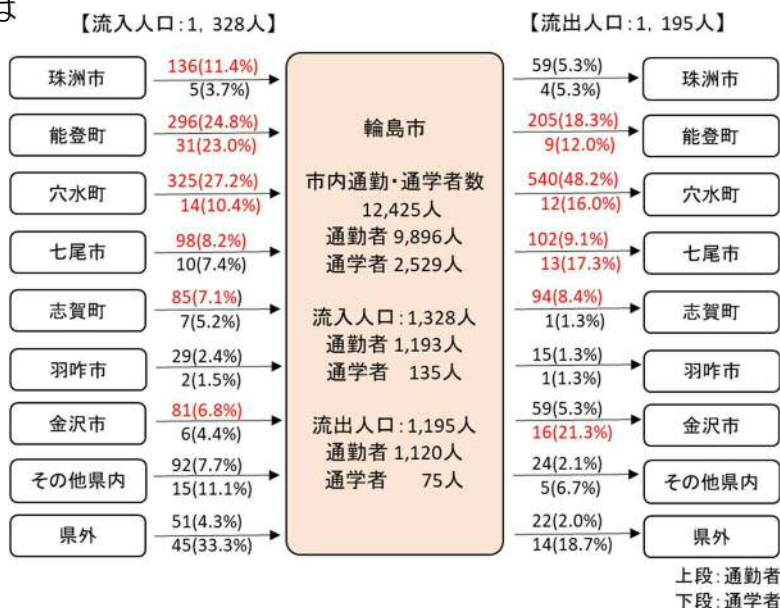 は
【流入人口:1, 328人】
【流出人口:1, 195人】
珠洲市
136(11.4%)
5(3.7%)
能登町
296(24.8%)
31(23.0%)
穴水町
325(27.2%)
14(10.4%)
七尾市
98(8.2%)
10(7.4%)
志賀町
85(7.1%)
7(5.2%)
羽咋市
29(2.4%)
2(1.5%)
金沢市
81(6.8%)
6(4.4%)
その他県内
92(7.7%)
15(11.1%)
県外
51(4.3%)
45(33.3%)
輪島市
市内通勤・通学者数
12,425人
通勤者 9,896人
通学者 2,529人
流入人口:1,328人
通勤者 1,193人
通学者 135人
流出人口:1,195人
通勤者 1,120人
通学者 75人
59(5.3%)
4(5.3%)
珠洲市
205(18.3%)
9(12.0%)
能登町
540(48.2%)
12(16.0%)
穴水町
102(9.1%)
13(17.3%)
七尾市
94(8.4%)
1(1.3%)
志賀町
15(1.3%)
1(1.3%)
羽咋市
59(5.3%)
16(21.3%)
金沢市
24(2.1%)
5(6.7%)
その他県内
22(2.0%)
14(18.7%)
県外
上段:通勤者
下段:通学者